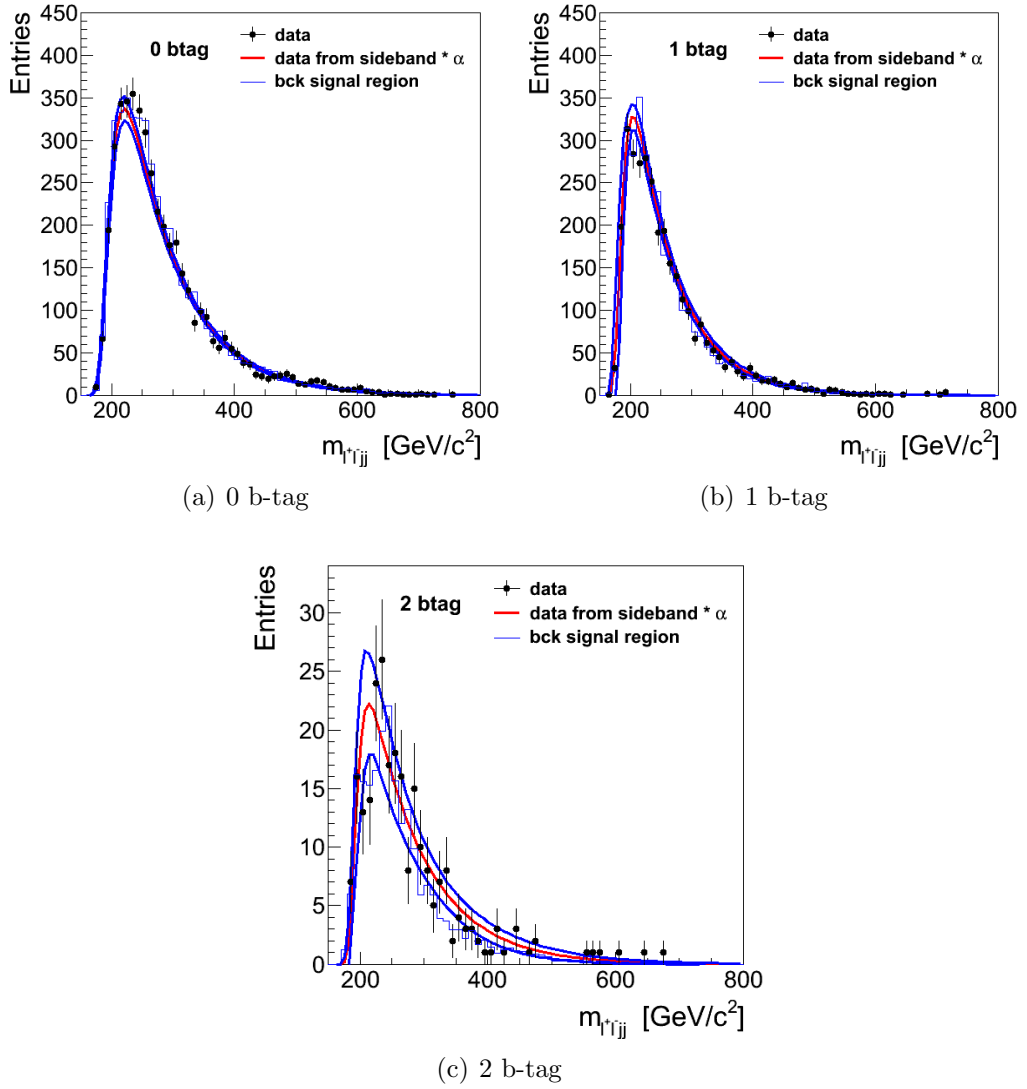 Entries
450
400
350
300
250
200
150
100
50
0
0 btag
data
data from sideband * α
bck signal region
200
400
600
800
m_{l⁺l⁻jj} [GeV/c²]
(a) 0 b-tag
Entries
450
400
350
300
250
200
150
100
50
0
1 btag
data
data from sideband * α
bck signal region
200
400
600
800
m_{l⁺l⁻jj} [GeV/c²]
(b) 1 b-tag
Entries
30
25
20
15
10
5
0
2 btag
data
data from sideband * α
bck signal region
200
400
600
800
m_{l⁺l⁻jj} [GeV/c²]
(c) 2 b-tag